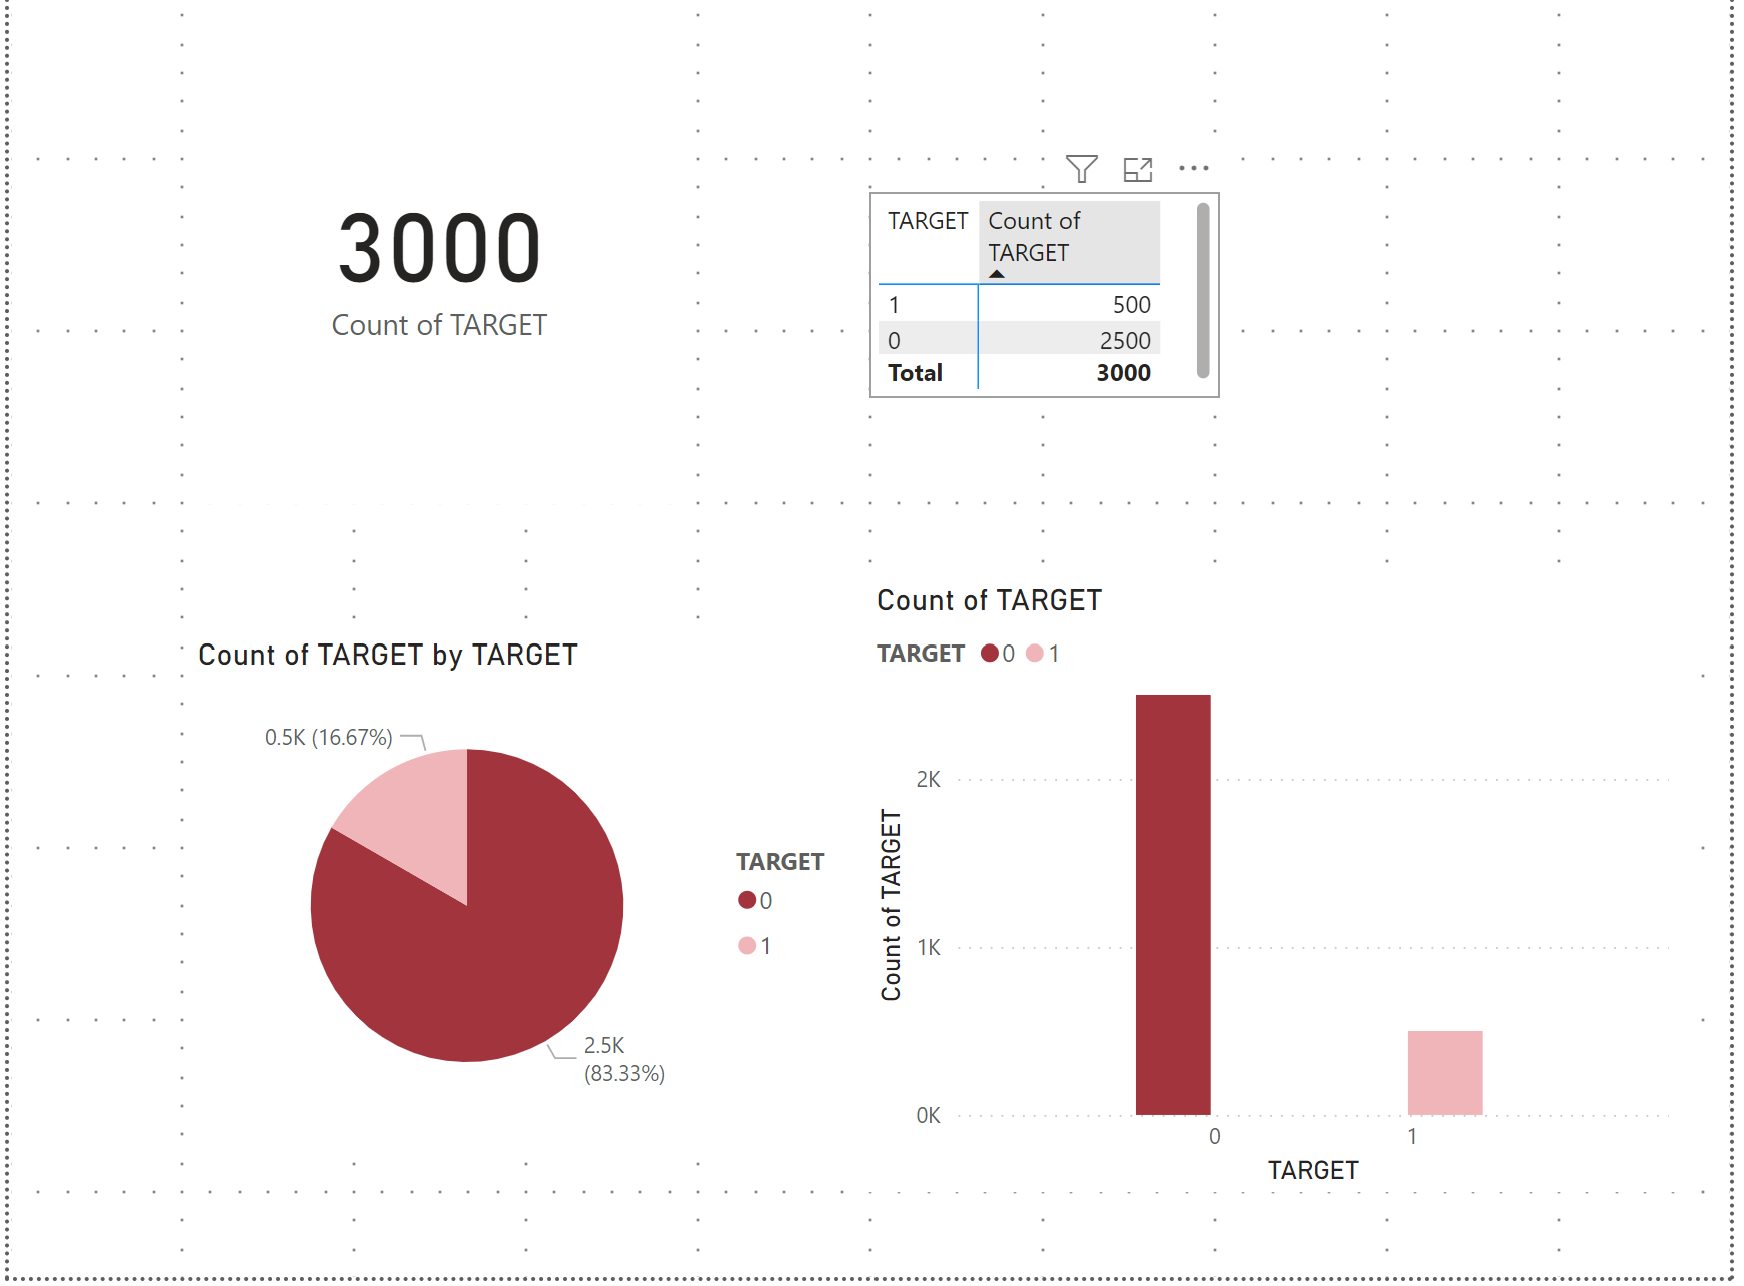 3000
Count of TARGET
TARGET Count of
TARGET
1 500
0 2500
Total 3000
Count of TARGET by TARGET
0.5K (16.67%)
2.5K
(83.33%)
TARGET
0
1
Count of TARGET
TARGET 0 1
Count of TARGET
2K
1K
0K
0 1
TARGET